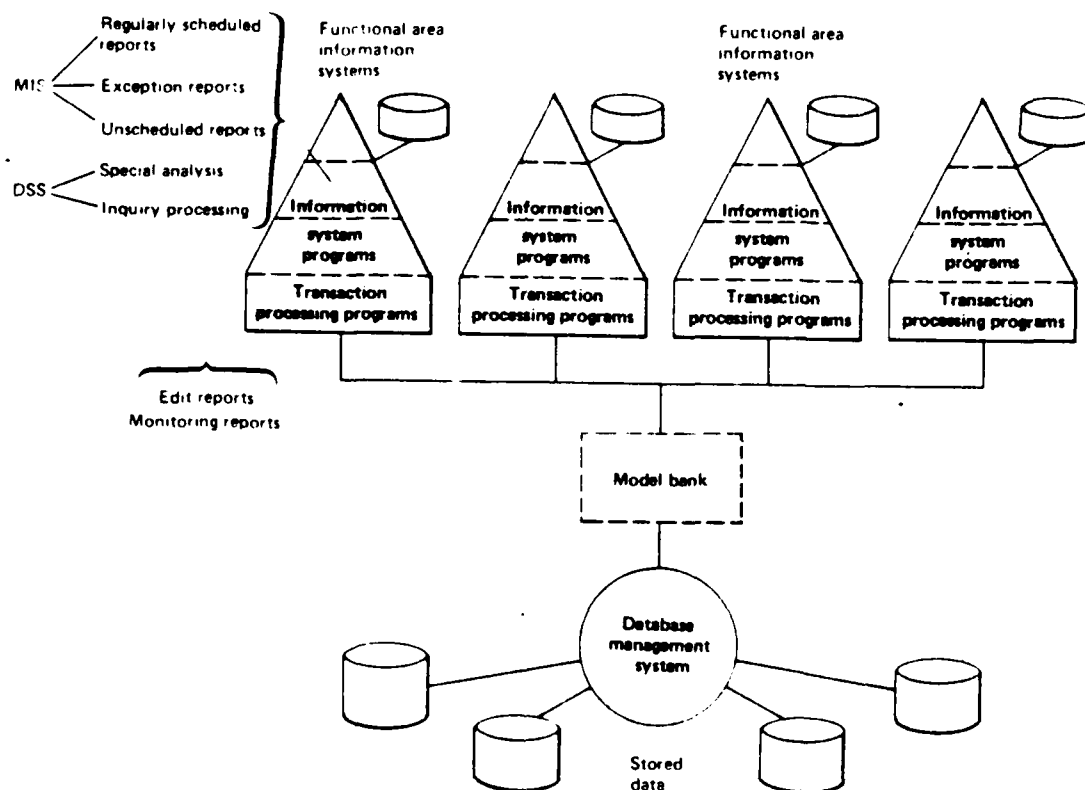 Regularly scheduled
reports
MIS
Exception reports
Unscheduled reports
Special analysis
DSS
Inquiry processing
Functional area
information
systems
Functional area
information
systems
Information
system
programs
Transaction
processing programs
Information
system
programs
Transaction
processing programs
Information
system
programs
Transaction
processing programs
Information
system
programs
Transaction
processing programs
Edit reports
Monitoring reports
Model bank
Database
management
system
Stored
data